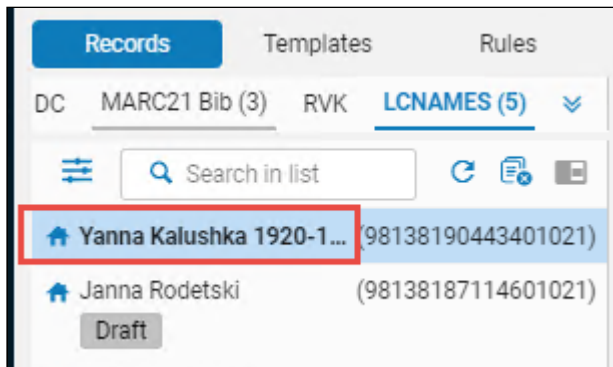 Records Templates Rules
DC MARC21 Bib (3) RVK LCNAMES (5)
Search in list
Yanna Kalushka 1920-1... (98138190443401021)
Janna Rodetski (98138187114601021)
Draft